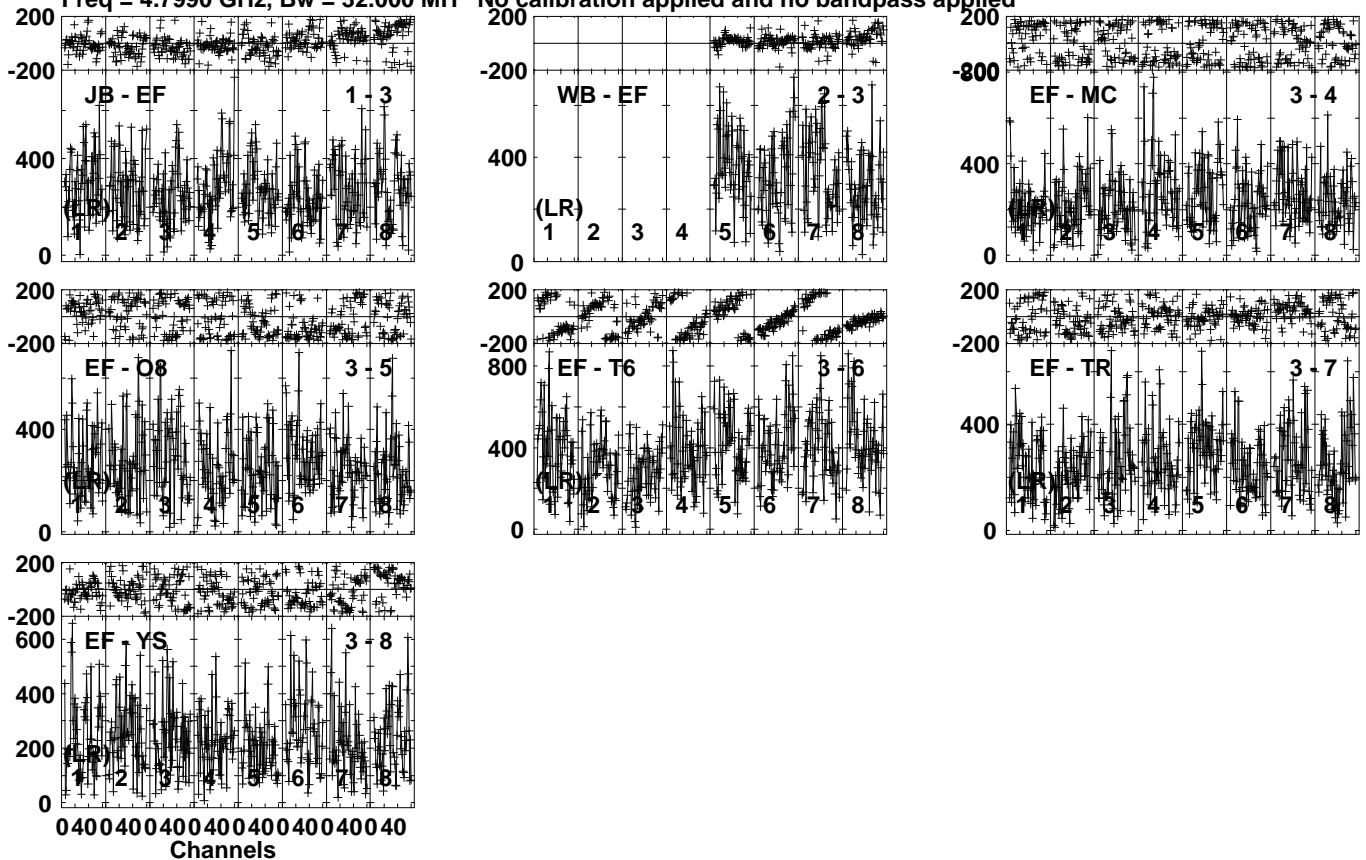 Freq = 4.7990 GHz, Bw = 32.000 MH No calibration applied and no bandpass applied
200
-200
JB - EF 1 - 3
400
(LR)
1 2 3 4 5 6 7 8
0
200
-200
WB - EF 2 - 3
400
(LR)
1 2 3 4 5 6 7 8
0
200
-200
EF - MC 3 - 4
400
(LR)
1 2 3 4 5 6 7 8
0
200
-200
EF - O8 3 - 5
400
(LR)
1 2 3 4 5 6 7 8
0
200
-200
800
EF - T6 3 - 6
400
(LR)
1 2 3 4 5 6 7 8
0
200
-200
EF - TR 3 - 7
400
(LR)
1 2 3 4 5 6 7 8
0
200
-200
600
EF - YS 3 - 8
400
200
(LR)
1 2 3 4 5 6 7 8
0
0 40 0 40 0 40 0 40 0 40 0 40 0 40 0 40
Channels